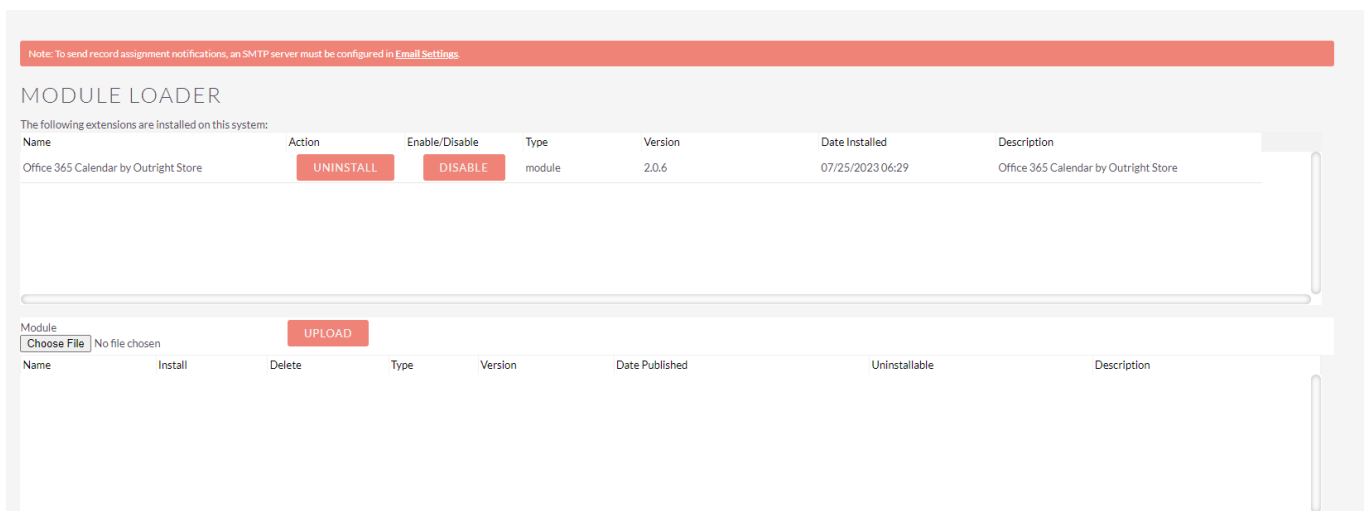 Note: To send record assignment notifications, an SMTP server must be configured in Email Settings.
MODULE LOADER
The following extensions are installed on this system:
Name Action Enable/Disable Type Version Date Installed Description
Office 365 Calendar by Outright Store UNINSTALL DISABLE module 2.0.6 07/25/2023 06:29 Office 365 Calendar by Outright Store
Module
UPLOAD
Choose File No file chosen
Name Install Delete Type Version Date Published Uninstallable Description